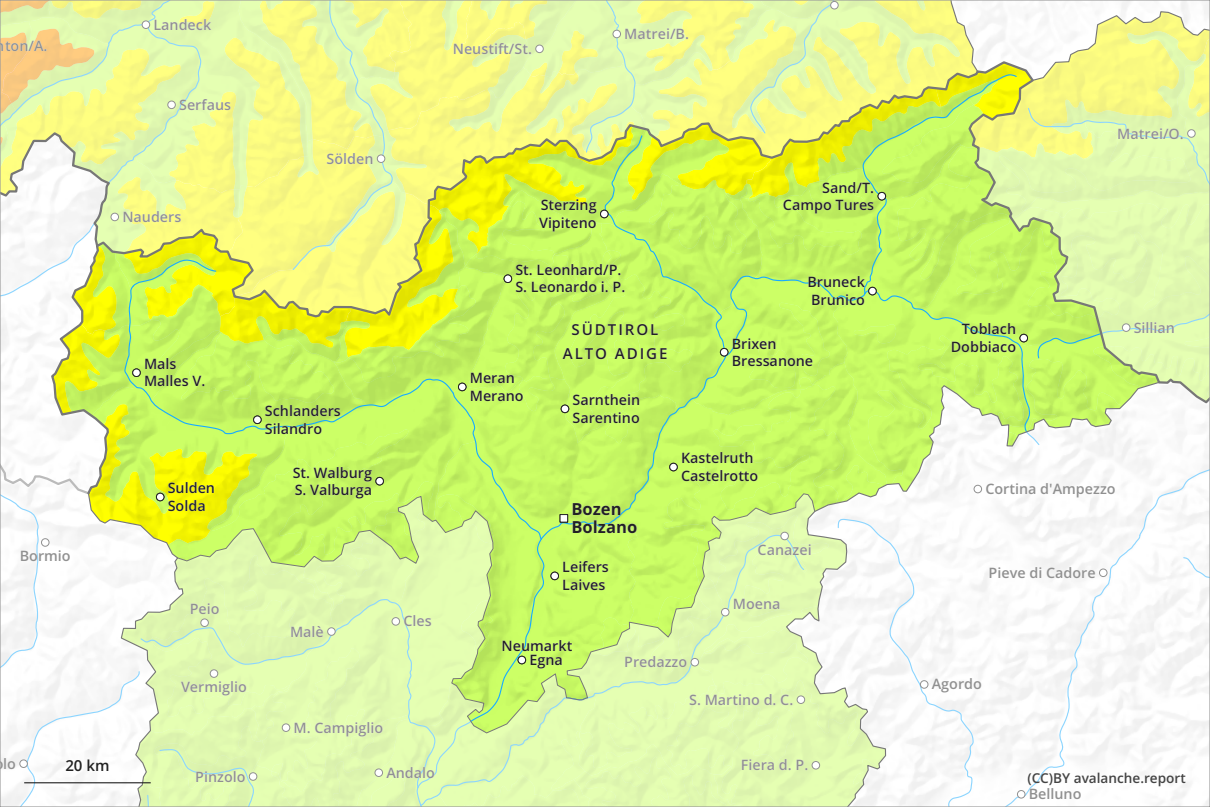 Landeck
nton/A.
Neustift/St.
Matrei/B.
Serfaus
Matrei/O.
Sölden
Nauders
Sand/T.
Campo Tures
Sterzing
Vipiteno
St. Leonhard/P.
S. Leonardo i. P.
Bruneck
Brunico
SÜDTIROL
ALTO ADIGE
Toblach
Dobbiaco
Sillian
Brixen
Bressanone
Mals
Malles V.
Meran
Merano
Schlanders
Silandro
Sarnthein
Sarentino
Kastelruth
Castelrotto
St. Walburg
S. Valburga
Sulden
Solda
Cortina d'Ampezzo
Bozen
Bolzano
Bormio
Canazei
Leifers
Laives
Pieve di Cadore
Peio
Moena
Malè
Cles
Neumarkt
Egna
Predazzo
Vermiglio
Agordo
S. Martino d. C.
M. Campiglio
olo
20 km
Pinzolo
Andalo
Fiera d. P.
(CC)BY avalanche.report
Belluno